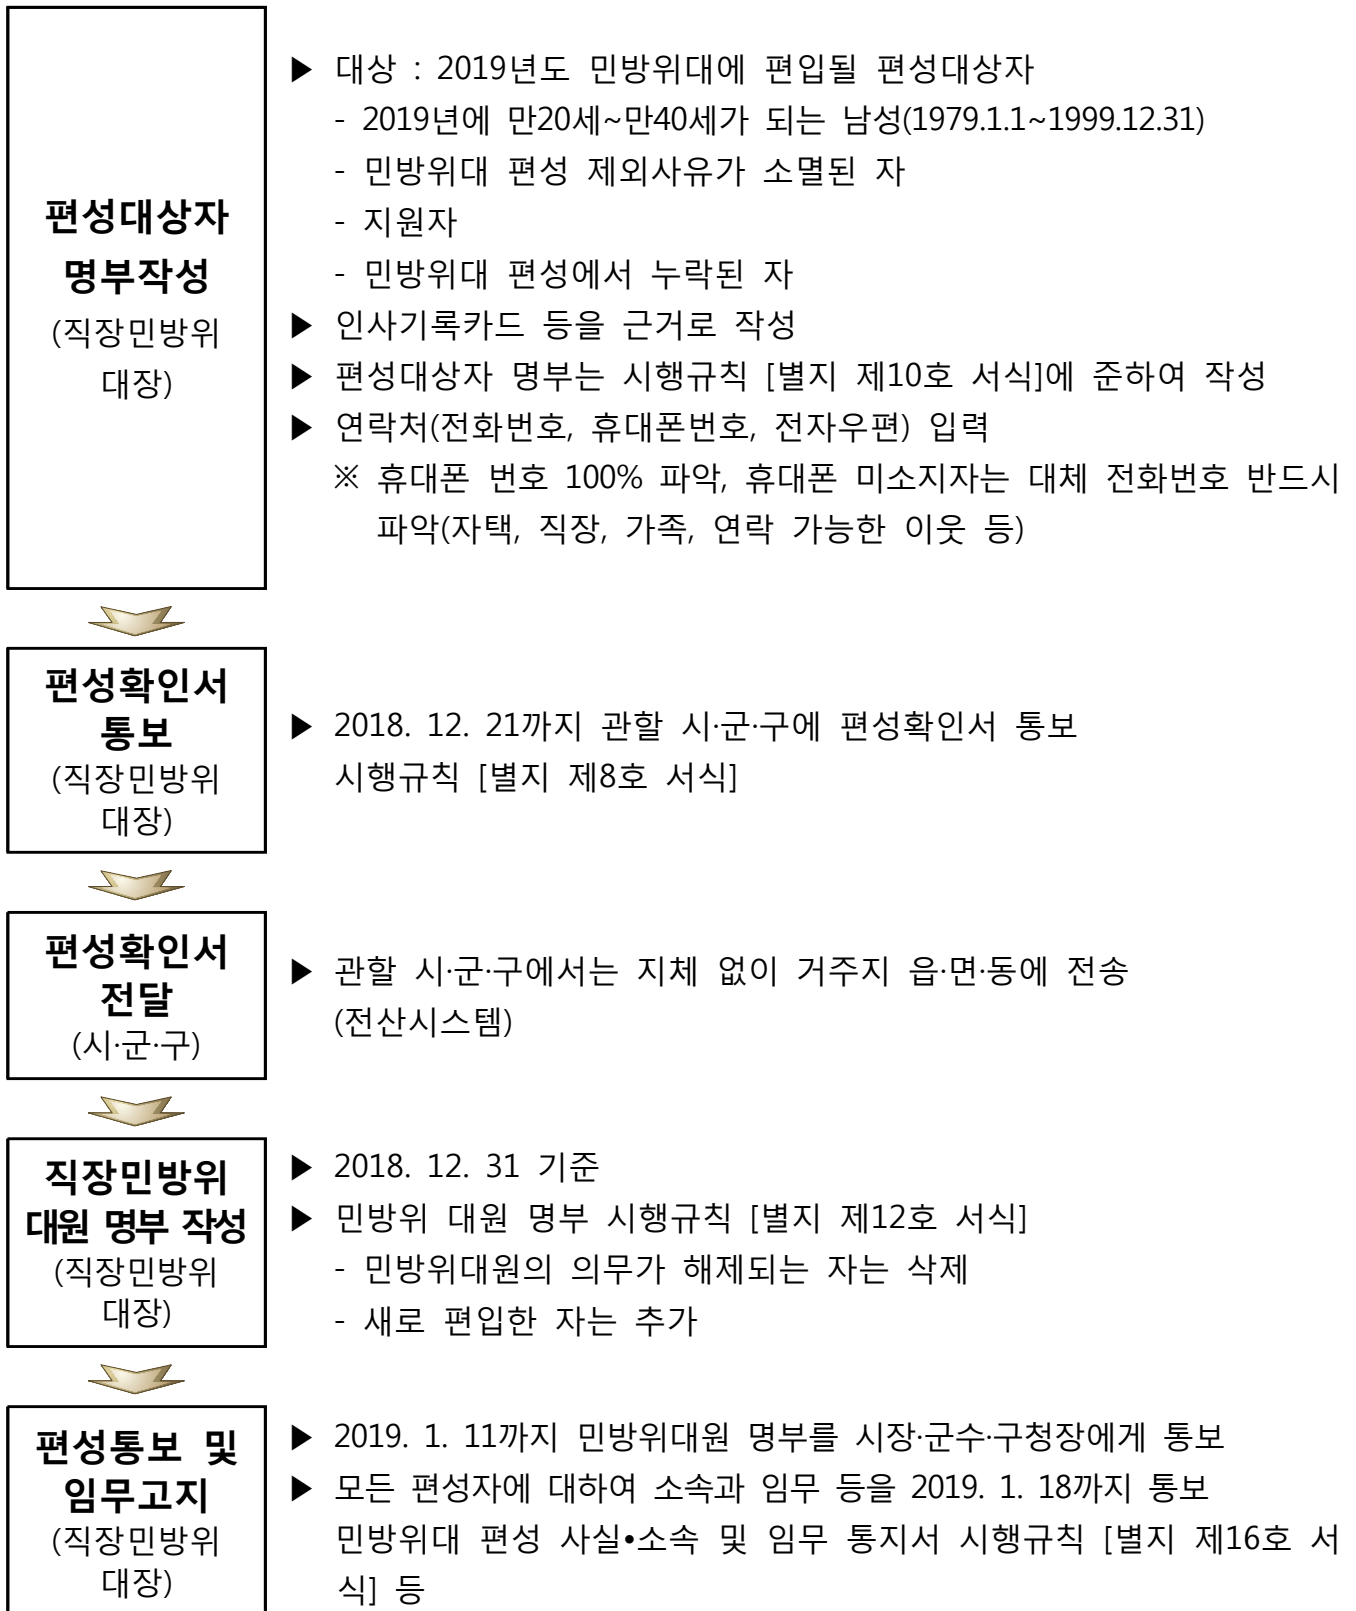 편성대상자
명부작성
(직장민방위
대장)
▶ 대상 : 2019년도 민방위대에 편입될 편성대상자
- 2019년에 만20세~만40세가 되는 남성(1979.1.1~1999.12.31)
- 민방위대 편성 제외사유가 소멸된 자
- 지원자
- 민방위대 편성에서 누락된 자
▶ 인사기록카드 등을 근거로 작성
▶ 편성대상자 명부는 시행규칙 [별지 제10호 서식]에 준하여 작성
▶ 연락처(전화번호, 휴대폰번호, 전자우편) 입력
※ 휴대폰 번호 100% 파악, 휴대폰 미소지자는 대체 전화번호 반드시
파악(자택, 직장, 가족, 연락 가능한 이웃 등)
편성확인서
통보
(직장민방위
대장)
▶ 2018. 12. 21까지 관할 시·군·구에 편성확인서 통보
시행규칙 [별지 제8호 서식]
편성확인서
전달
(시·군·구)
▶ 관할 시·군·구에서는 지체 없이 거주지 읍·면·동에 전송
(전산시스템)
직장민방위
대원 명부 작성
(직장민방위
대장)
▶ 2018. 12. 31 기준
▶ 민방위 대원 명부 시행규칙 [별지 제12호 서식]
- 민방위대원의 의무가 해제되는 자는 삭제
- 새로 편입한 자는 추가
편성통보 및
임무고지
(직장민방위
대장)
▶ 2019. 1. 11까지 민방위대원 명부를 시장·군수·구청장에게 통보
▶ 모든 편성자에 대하여 소속과 임무 등을 2019. 1. 18까지 통보
민방위대 편성 사실•소속 및 임무 통지서 시행규칙 [별지 제16호 서
식] 등